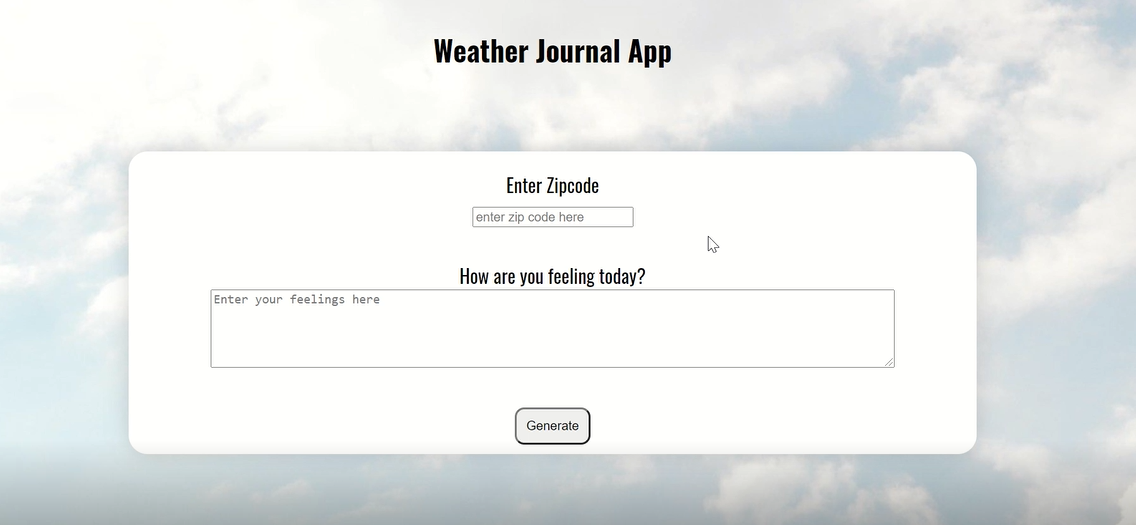 Weather Journal App
Enter Zipcode
enter zip code here
How are you feeling today?
Enter your feelings here
Generate